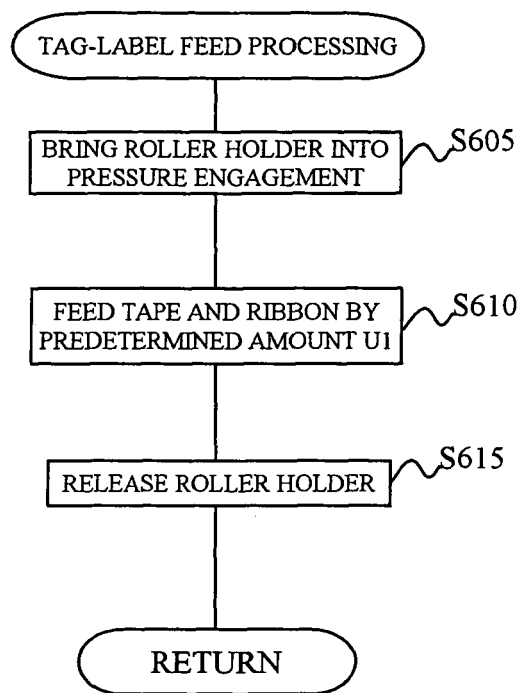 TAG-LABEL FEED PROCESSING
BRING ROLLER HOLDER INTO
PRESSURE ENGAGEMENT
S605
FEED TAPE AND RIBBON BY
PREDETERMINED AMOUNT U1
S610
RELEASE ROLLER HOLDER
S615
RETURN